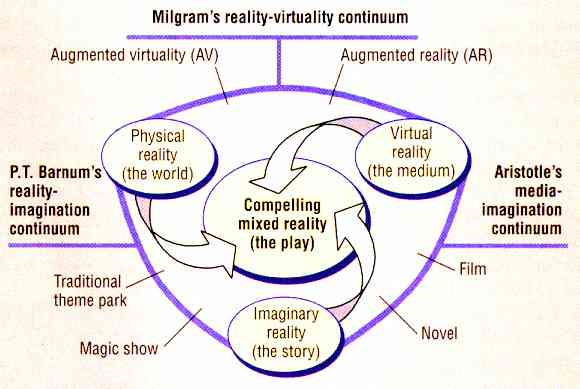 Milgram's reality-virtuality continuum
Augmented virtuality (AV)
Augmented reality (AR)
Physical
reality
(the world)
Virtual
reality
(the medium)
P.T. Barnum's
reality-
imagination
continuum
Compelling
mixed reality
(the play)
Aristotle's
media-
imagination
continuum
Traditional
theme park
Film
Magic show
Imaginary
reality
(the story)
Novel